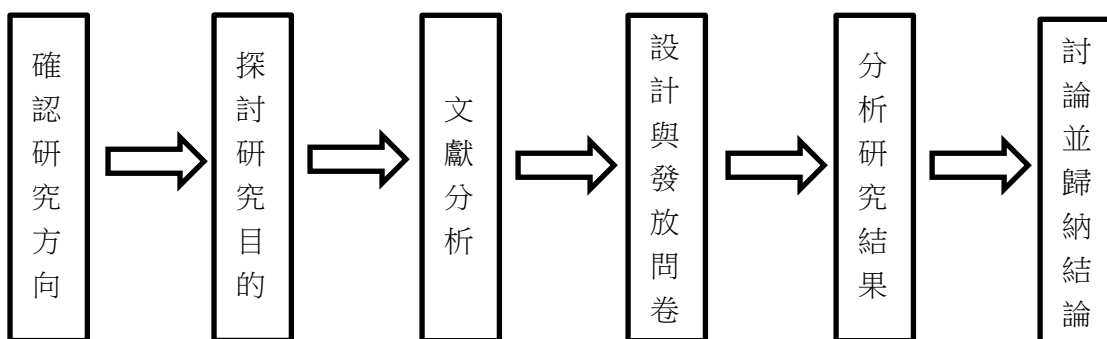 確認研究方向
探討研究目的
文獻分析
設計與發放問卷
分析研究結果
討論並歸納結論